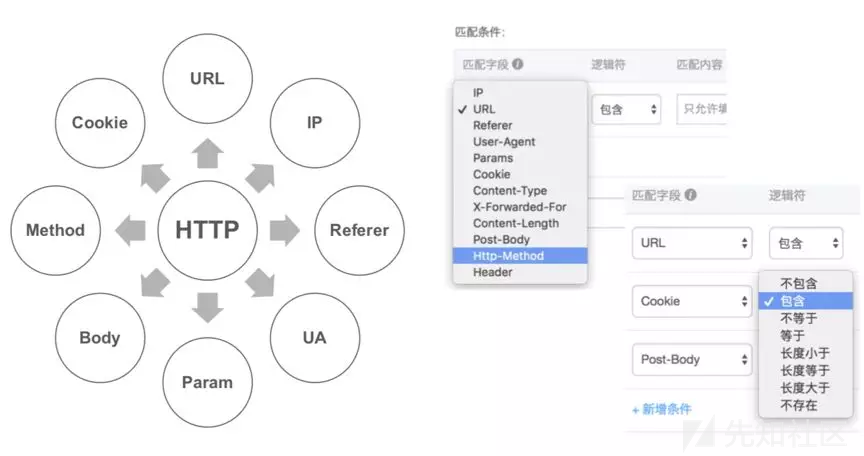 URL
Cookie
IP
Method
HTTP
Referer
Body
UA
Param
匹配条件:
匹配字段
逻辑符
匹配内容
IP
✓ URL
Referer
User-Agent
Params
Cookie
Content-Type
X-Forwarded-For
Content-Length
Post-Body
Http-Method
Header
包含
只允许填
匹配字段
逻辑符
URL
包含
Cookie
Post-Body
不包含
✓ 包含
不等于
等于
长度小于
长度等于
长度大于
不存在
+ 新增条件
先知社区